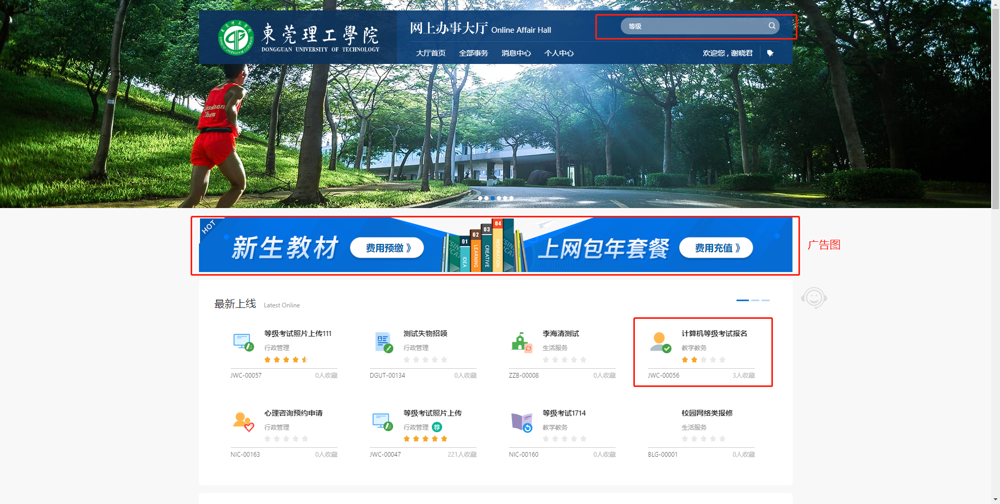 東莞理工學院
DONGGUAN UNIVERSITY OF TECHNOLOGY
网上办事大厅 Online Affair Hall
等级
大厅首页 全部事务 消息中心 个人中心
欢迎您 , 谢晓君
HOT
新生教材 费用预缴 》
01 02 03 04
IDEA LEARNING CREATIVE INSPIRATION
上网包年套餐 费用充值 》
广告图
最新上线 Latest Online
等级考试照片上传111
行政管理
JWC-00057 0人收藏
测试失物招领
行政管理
DGUT-00134 0人收藏
李海清测试
生活服务
ZZB-00008 0人收藏
计算机等级考试报名
教学教务
JWC-00056 3人收藏
心理咨询预约申请
行政管理
NIC-00163 0人收藏
等级考试照片上传
行政管理 荐
JWC-00047 221人收藏
等级考试1714
教学教务
NIC-00160 0人收藏
校园网络类报修
生活服务
BLG-00001 0人收藏